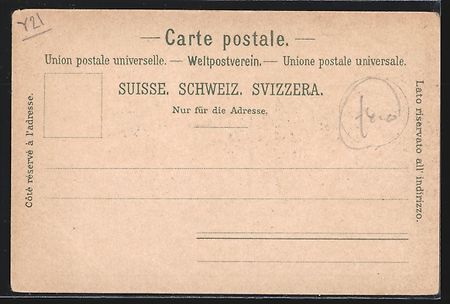 Y21
— Carte postale. —
Union postale universelle. — Weltpostverein. — Unione postale universale.
SUISSE. SCHWEIZ. SVIZZERA.
Nur für die Adresse.
Côté réservé à l'adresse.
Lato riservato all' indirizzo.